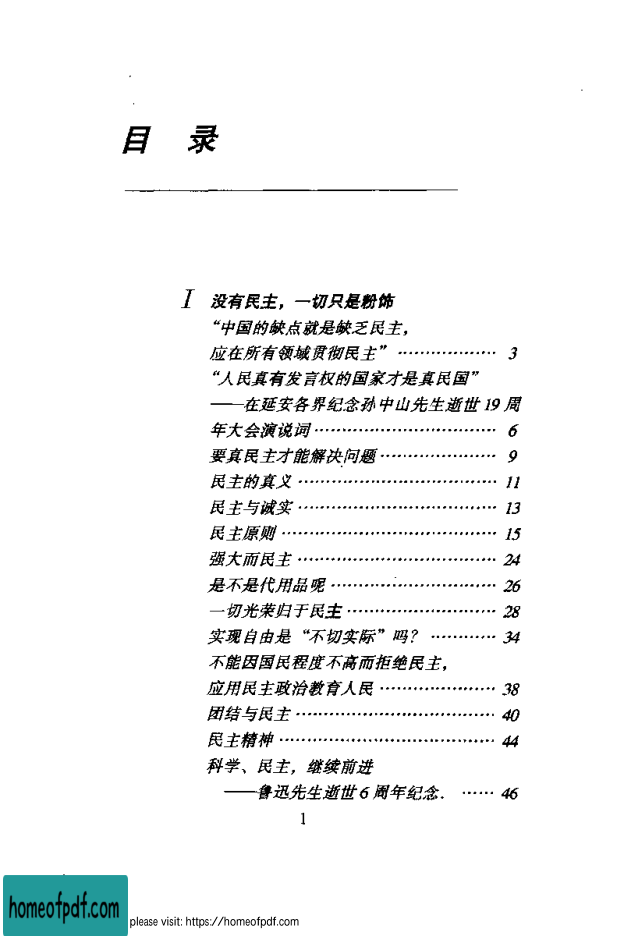 目 录
I 没有民主，一切只是粉饰
“中国的缺点就是缺乏民主，
应在所有领域贯彻民主” ……………… 3
“人民真有发言权的国家才是真民国”
——在延安各界纪念孙中山先生逝世19周
年大会演说词 …………………………… 6
要真民主才能解决问题 ………………… 9
民主的真义 ……………………………… 11
民主与诚实 ……………………………… 13
民主原则 ………………………………… 15
强大而民主 ……………………………… 24
是不是代用品呢 ………………………… 26
一切光荣归于民主 ……………………… 28
实现自由是“不切实际”吗？ ………… 34
不能因国民程度不高而拒绝民主，
应用民主政治教育人民 ………………… 38
团结与民主 ……………………………… 40
民主精神 ………………………………… 44
科学、民主，继续前进
——鲁迅先生逝世6周年纪念． …… 46
1
homeofpdf.com
please visit: https://homeofpdf.com